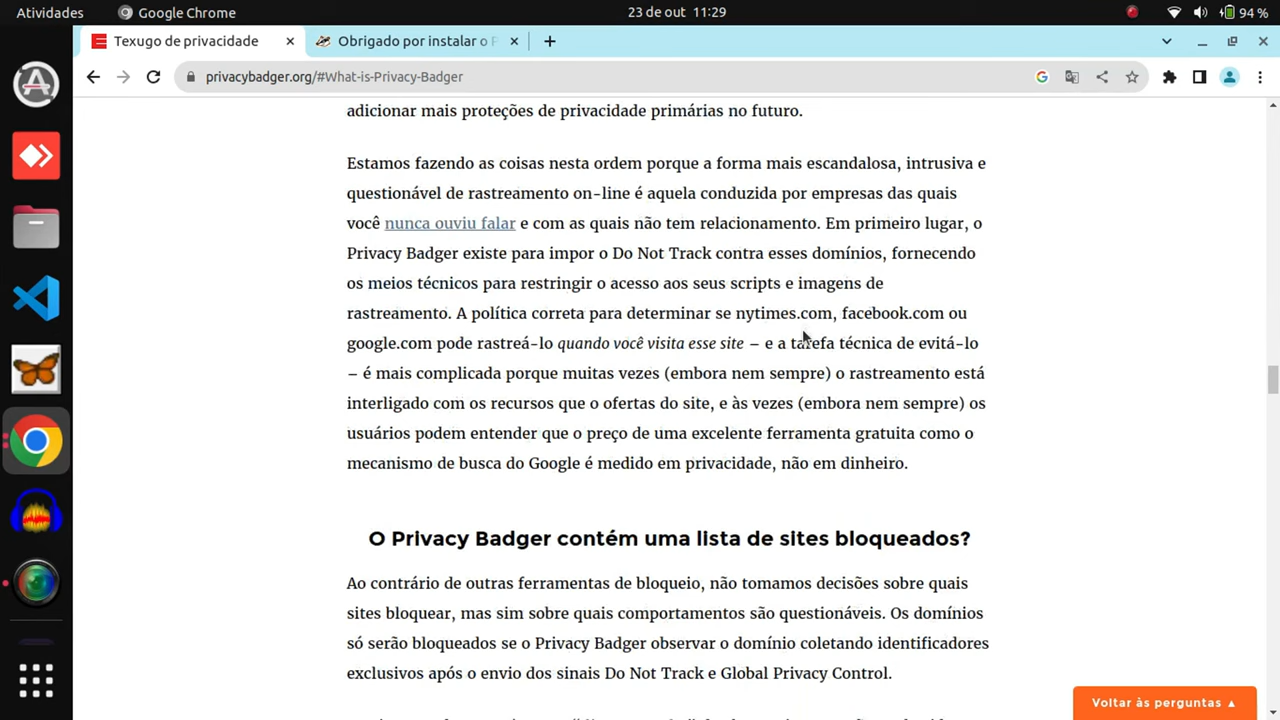 Atividades
Google Chrome
23 de out 11:29
94 %
Texugo de privacidade
Obrigado por instalar o P
privacybadger.org/#What-is-Privacy-Badger
adicionar mais proteções de privacidade primárias no futuro.
Estamos fazendo as coisas nesta ordem porque a forma mais escandalosa, intrusiva e
questionável de rastreamento on-line é aquela conduzida por empresas das quais
você nunca ouviu falar e com as quais não tem relacionamento. Em primeiro lugar, o
Privacy Badger existe para impor o Do Not Track contra esses domínios, fornecendo
os meios técnicos para restringir o acesso aos seus scripts e imagens de
rastreamento. A política correta para determinar se nytimes.com, facebook.com ou
google.com pode rastreá-lo quando você visita esse site – e a tarefa técnica de evitá-lo
– é mais complicada porque muitas vezes (embora nem sempre) o rastreamento está
interligado com os recursos que o ofertas do site, e às vezes (embora nem sempre) os
usuários podem entender que o preço de uma excelente ferramenta gratuita como o
mecanismo de busca do Google é medido em privacidade, não em dinheiro.
O Privacy Badger contém uma lista de sites bloqueados?
Ao contrário de outras ferramentas de bloqueio, não tomamos decisões sobre quais
sites bloquear, mas sim sobre quais comportamentos são questionáveis. Os domínios
só serão bloqueados se o Privacy Badger observar o domínio coletando identificadores
exclusivos após o envio dos sinais Do Not Track e Global Privacy Control.
Voltar às perguntas ▲